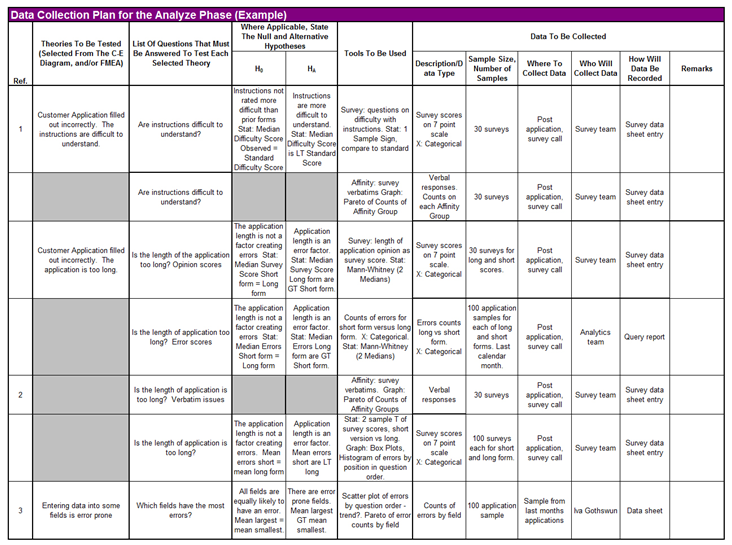 Data Collection Plan for the Analyze Phase (Example)
Ref.
Theories To Be Tested
(Selected From The C-E
Diagram, and/or FMEA)
List Of Questions That Must
Be Answered To Test Each
Selected Theory
Where Applicable, State
The Null and Alternative
Hypotheses
H0
HA
Tools To Be Used
Data To Be Collected
Description/D
ata Type
Sample Size,
Number of
Samples
Where To
Collect Data
Who Will
Collect Data
How Will
Data Be
Recorded
Remarks
1
Customer Application filled
out incorrectly. The
instructions are difficult to
understand.
Are instructions difficult to
understand?
Instructions not
rated more
difficult than
prior forms
Stat: Median
Difficulty Score
Observed =
Standard
Difficulty Score
Instructions
are more
difficult to
understand.
Stat: Median
Difficulty Score
is LT Standard
Score
Survey: questions on
difficulty with
instructions. Stat: 1
Sample Sign,
compare to standard
Survey scores
on 7 point
scale
X: Categorical
30 surveys
Post
application,
survey call
Survey team
Survey data
sheet entry
Are instructions difficult to
understand?
Affinity: survey
verbatims Graph:
Pareto of Counts of
Affinity Group
Verbal
responses.
Counts on
each Affinity
Group
30 surveys
Post
application,
survey call
Survey team
Survey data
sheet entry
Customer Application filled
out incorrectly. The
application is too long.
Is the length of the application
too long? Opinion scores
The application
length is not a
factor creating
errors Stat:
Median Survey
Score Short
form = Long
form
Application
length is an
error factor.
Stat: Median
Survey Score
Long form are
GT Short form.
Survey: length of
application opinion as
survey score. Stat:
Mann-Whitney (2
Medians)
Survey scores
on 7 point
scale.
X: Categorical
30 surveys for
long and short
scores.
Post
application,
survey call
Survey team
Survey data
sheet entry
Is the length of application too
long? Error scores
The application
length is not a
factor creating
errors Stat:
Median Errors
Short form =
Long form
Application
length is an
error factor.
Stat: Median
Errors Long
form are GT
Short form.
Counts of errors for
short form versus long
form. X: Categorical.
Stat: Mann-Whitney
(2 Medians)
Errors counts
long vs short
form.
X: Categorical
100 application
samples for
each of long
and short
forms. Last
calendar
month.
Post
application,
survey call
Analytics
team
Query report
2
Is the length of application is
too long? Verbatim issues
Affinity: survey
verbatims. Graph:
Pareto of Counts of
Affinity Groups
Verbal
responses
30 surveys
Post
application,
survey call
Survey team
Survey data
sheet entry
Is the length of application is
too long?
The application
length is not a
factor creating
errors. Mean
errors short =
mean long form
Application
length is an
error factor.
Mean errors
short are LT
long
Stat: 2 sample T of
survey scores, short
version vs long.
Graph: Box Plots,
Histogram of errors by
position in question
order.
Survey scores
on 7 point
scale
X: Categorical
100 surveys
each for short
and long form.
Post
application,
survey call
Survey team
Survey data
sheet entry
3
Entering data into some
fields is error prone
Which fields have the most
errors?
All fields are
equally likely to
have an error.
Mean largest =
mean smallest.
There are error
prone fields.
Mean largest
GT mean
smallest.
Scatter plot of errors
by question order -
trend?. Pareto of error
counts by field
Counts of
errors by field
100 application
sample
Sample from
last months
applications
Iva Gothswun
Data sheet